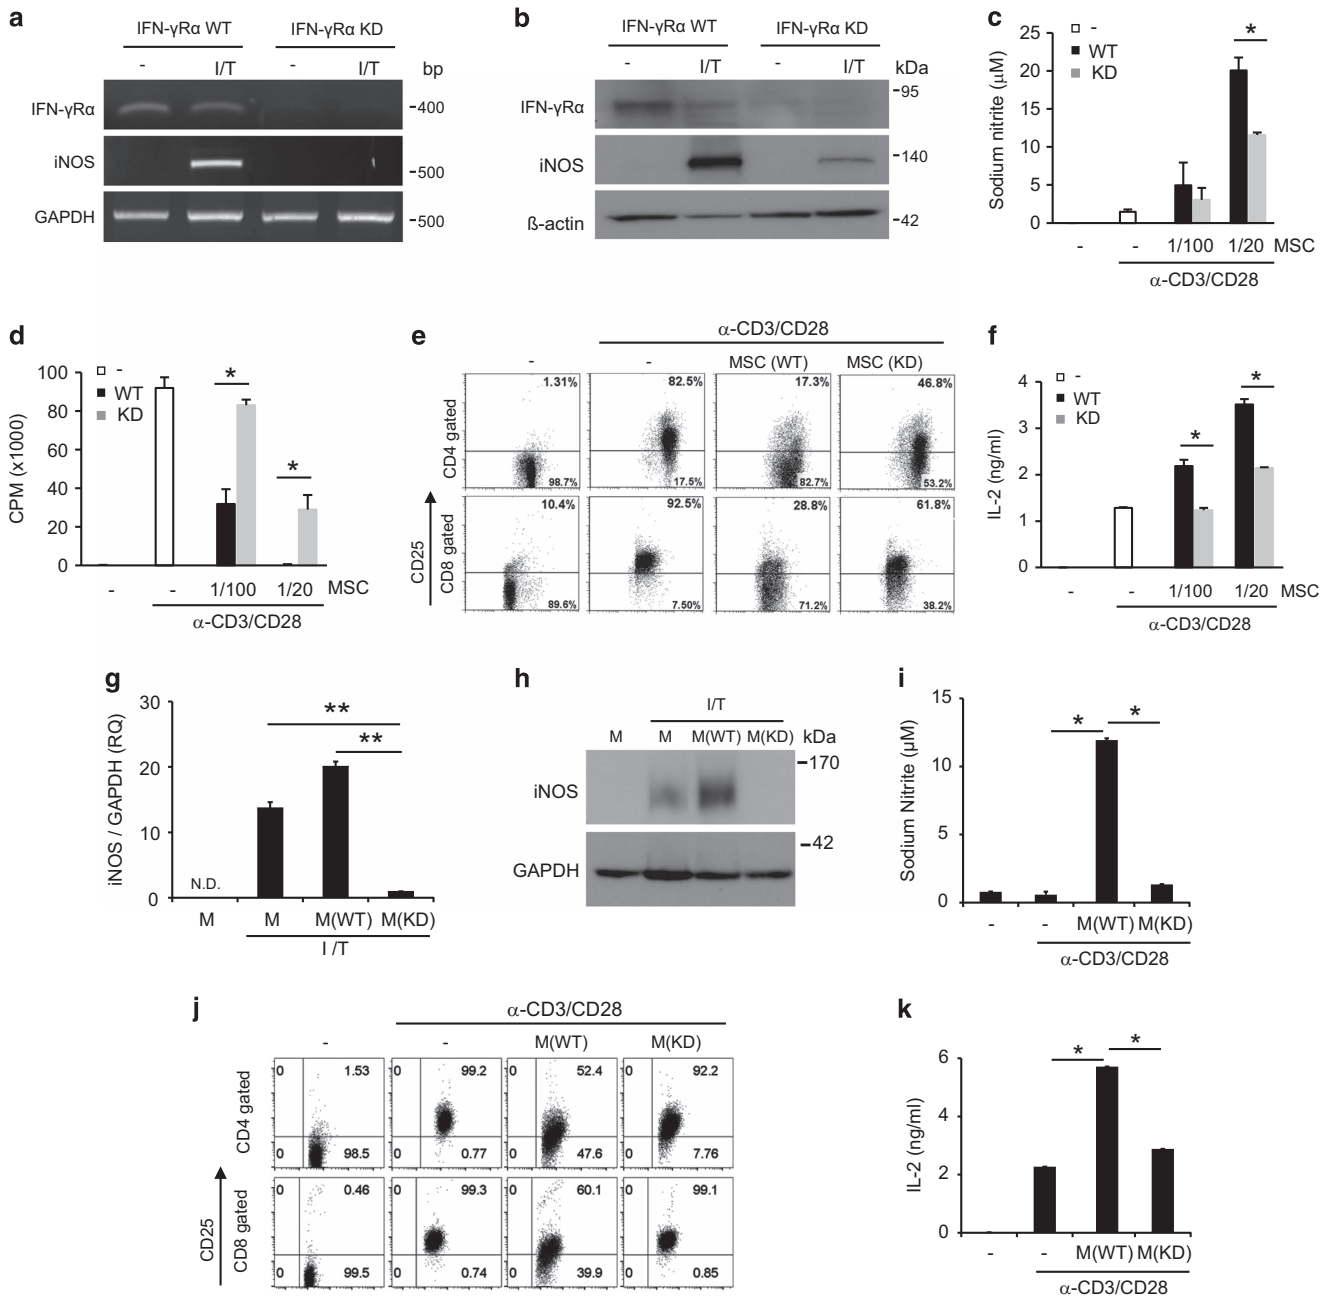 a
IFN-γRα WT
IFN-γRα KD
-
I/T
-
I/T
bp
IFN-γRα
-400
iNOS
-500
GAPDH
-500
b
IFN-γRα WT
IFN-γRα KD
-
I/T
-
I/T
kDa
IFN-γRα
-95
iNOS
-140
ß-actin
-42
c
-
WT
KD
*
Sodium nitrite (µM)
25
20
15
10
5
0
- - 1/100 1/20 MSC
α-CD3/CD28
d
-
WT
KD
* *
CPM (x1000)
100
80
60
40
20
0
- - 1/100 1/20 MSC
α-CD3/CD28
e
α-CD3/CD28
- - MSC (WT) MSC (KD)
CD4 gated
1.31% 82.5% 17.3% 46.8%
98.7% 17.5% 82.7% 53.2%
CD25
CD8 gated
10.4% 92.5% 28.8% 61.8%
89.6% 7.50% 71.2% 38.2%
f
-
WT
KD
* *
IL-2 (ng/ml)
4
3
2
1
0
- - 1/100 1/20 MSC
α-CD3/CD28
g
iNOS / GAPDH (RQ)
30
20
10
0
**
**
N.D.
M M M(WT) M(KD)
I /T
h
I/T
M M M(WT) M(KD) kDa
-170
iNOS
-42
GAPDH
i
Sodium Nitrite (µM)
15
10
5
0
* *
- - M(WT) M(KD)
α-CD3/CD28
j
α-CD3/CD28
- - M(WT) M(KD)
CD4 gated
0 1.53 0 99.2 0 52.4 0 92.2
0 98.5 0 0.77 0 47.6 0 7.76
CD25
CD8 gated
0 0.46 0 99.3 0 60.1 0 99.1
0 99.5 0 0.74 0 39.9 0 0.85
k
IL-2 (ng/ml)
6
4
2
0
* *
- - M(WT) M(KD)
α-CD3/CD28